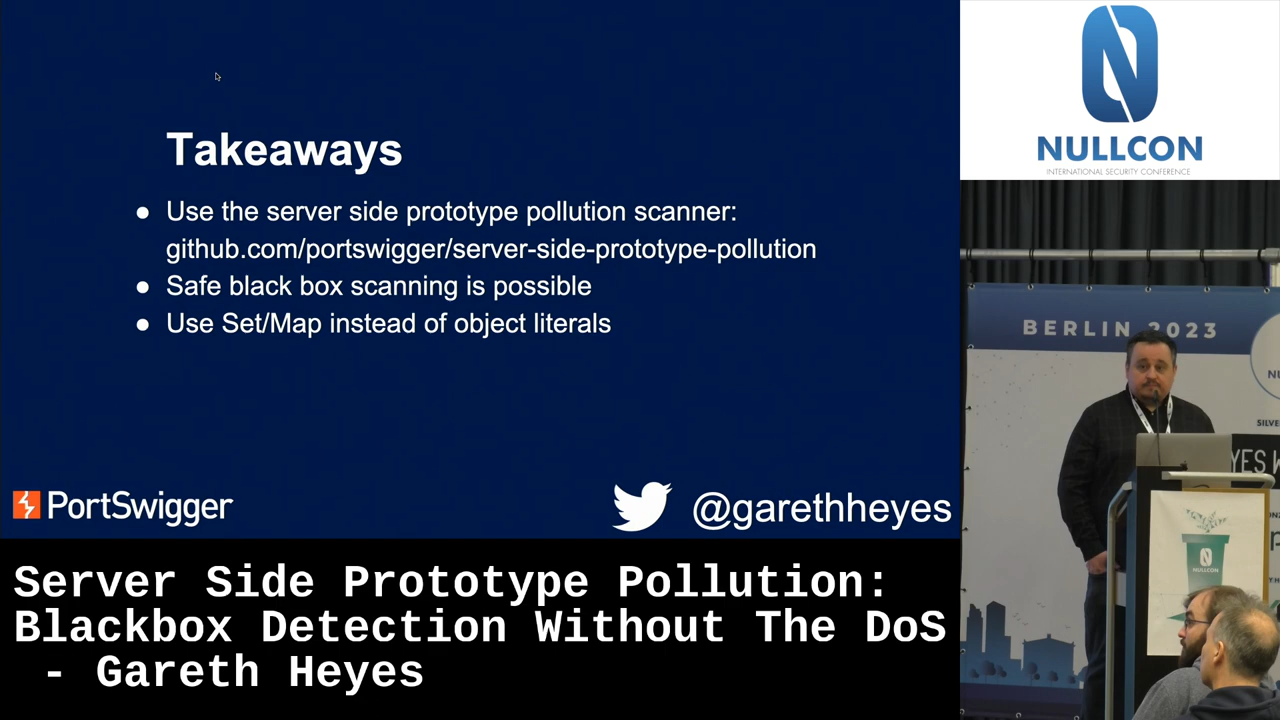 Takeaways
● Use the server side prototype pollution scanner:
github.com/portswigger/server-side-prototype-pollution
● Safe black box scanning is possible
● Use Set/Map instead of object literals
PortSwigger
@garethheyes
Server Side Prototype Pollution:
Blackbox Detection Without The DoS
- Gareth Heyes
NULLCON
INTERNATIONAL SECURITY CONFERENCE
BERLIN 2023
NULLCON